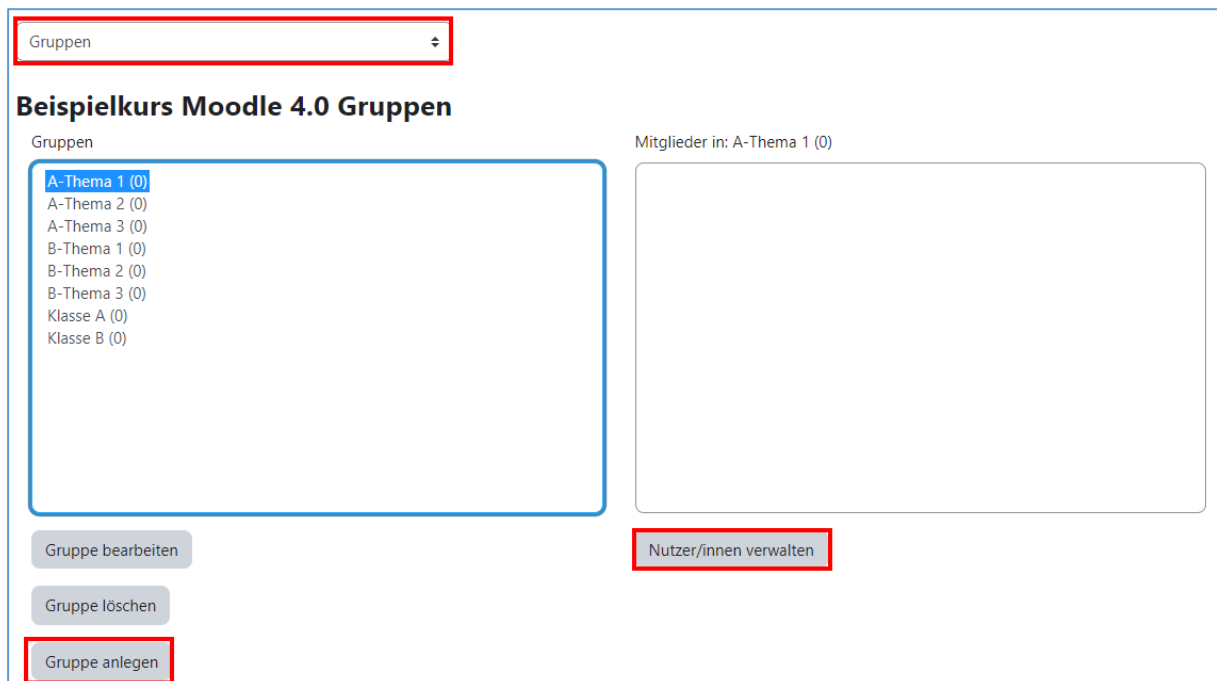 Gruppen
Beispielkurs Moodle 4.0 Gruppen
Gruppen
Mitglieder in: A-Thema 1 (0)
A-Thema 1 (0)
A-Thema 2 (0)
A-Thema 3 (0)
B-Thema 1 (0)
B-Thema 2 (0)
B-Thema 3 (0)
Klasse A (0)
Klasse B (0)
Gruppe bearbeiten
Nutzer/innen verwalten
Gruppe löschen
Gruppe anlegen